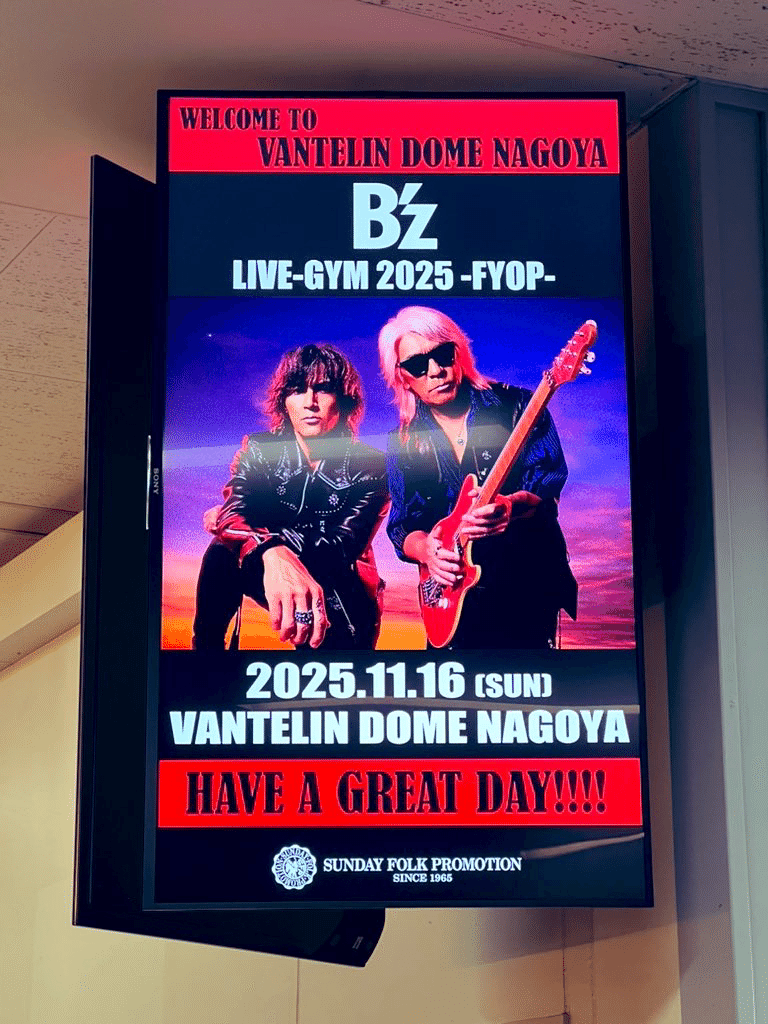 WELCOME TO
VANTELIN DOME NAGOYA
B'z
LIVE-GYM 2025 -FYOP-
SONY
2025.11.16 (SUN)
VANTELIN DOME NAGOYA
HAVE A GREAT DAY!!!!
SUNDAY FOLK PROMOTION
SINCE 1965